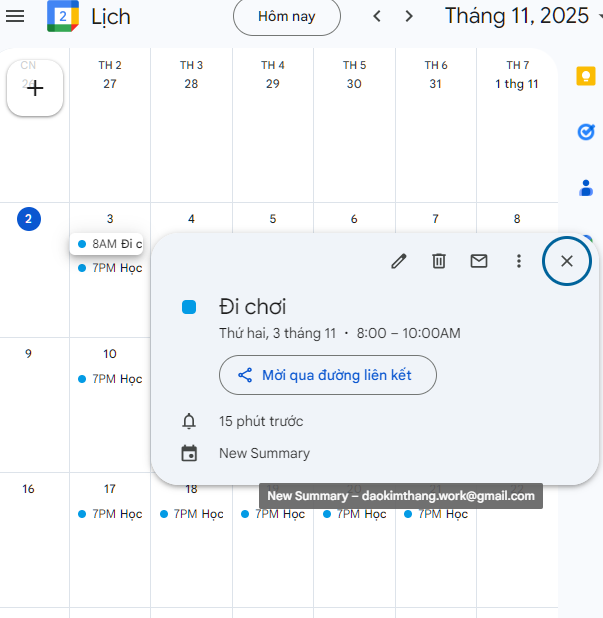 2
Lịch
Hôm nay
Tháng 11, 2025
CN
TH 2
TH 3
TH 4
TH 5
TH 6
TH 7
26
27
28
29
30
31
1 thg 11
2
3
4
5
6
7
8
8AM Đi c
7PM Học
Đi chơi
Thứ hai, 3 tháng 11 · 8:00 – 10:00AM
Mời qua đường liên kết
15 phút trước
New Summary
9
10
7PM Học
New Summary – daokimthang.work@gmail.com
16
17
18
7PM Học
7PM Học
7PM Học
7PM Học
7PM Học